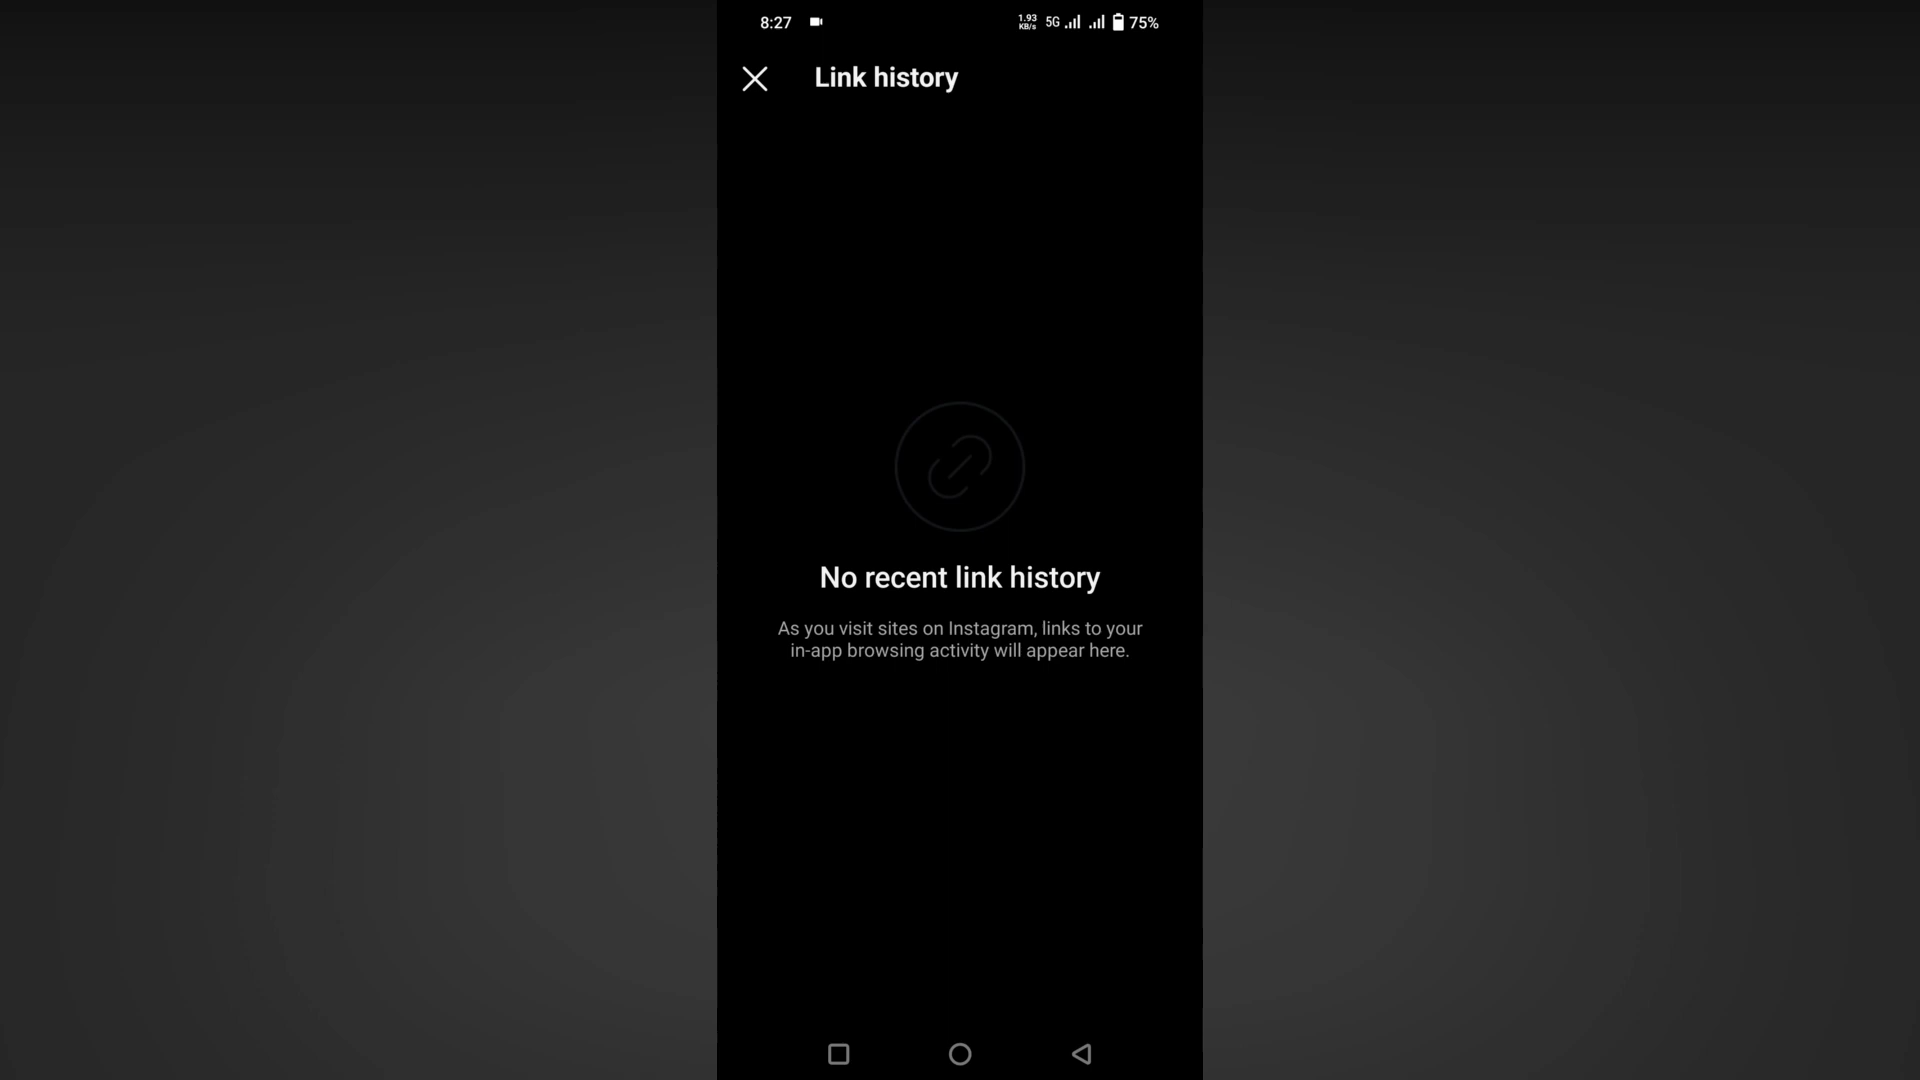 8:27 1.93 KB/s 5G 75%
Link history
No recent link history
As you visit sites on Instagram, links to your
in-app browsing activity will appear here.